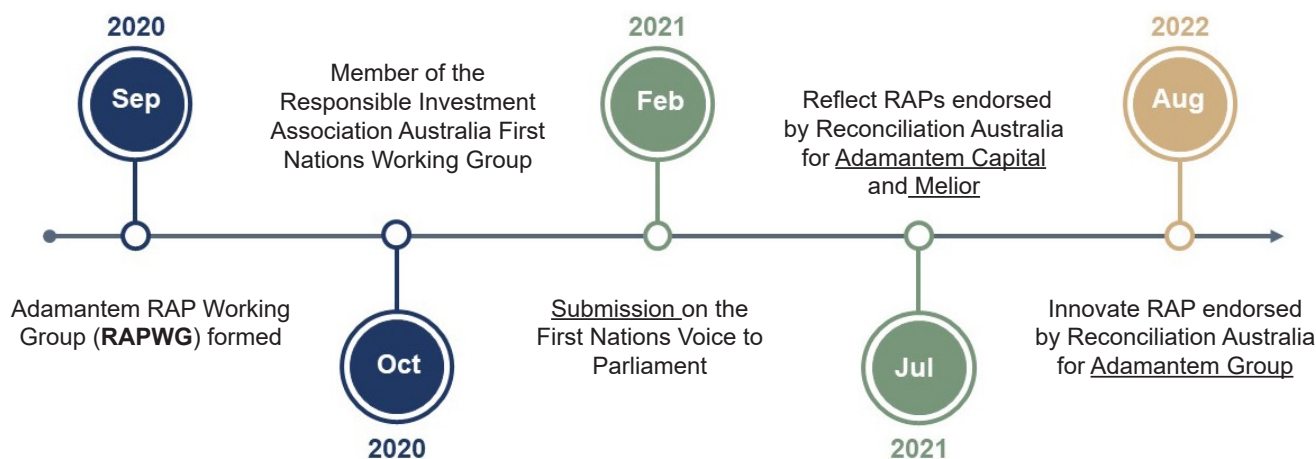 2020
Sep
Adamantem RAP Working
Group (RAPWG) formed
Member of the
Responsible Investment
Association Australia First
Nations Working Group
Oct
2020
2021
Feb
Submission on the
First Nations Voice to
Parliament
Reflect RAPs endorsed
by Reconciliation Australia
for Adamantem Capital
and Melior
Jul
2021
2022
Aug
Innovate RAP endorsed
by Reconciliation Australia
for Adamantem Group